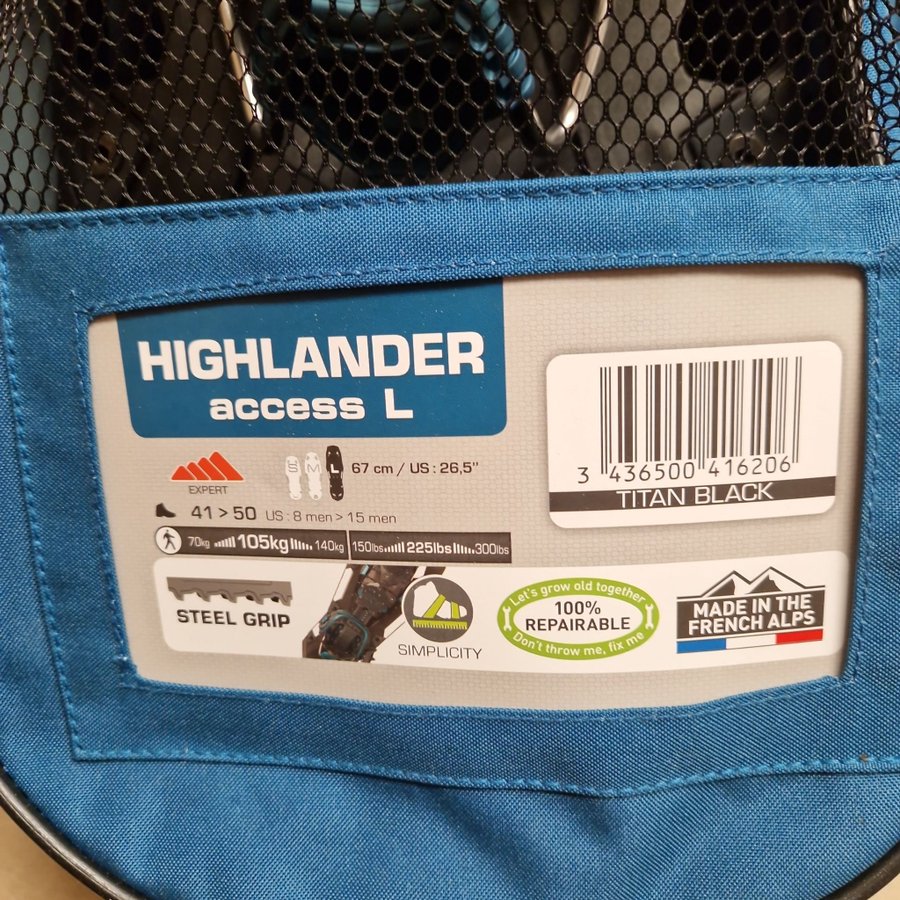 HIGHLANDER
access L
EXPERT
S M L
67 cm / US : 26,5"
41 > 50 US : 8 men > 15 men
70kg 105kg 140kg 150lbs 225lbs 300lbs
3 436500 416206
TITAN BLACK
STEEL GRIP
SIMPLICITY
Let's grow old together
100%
REPAIRABLE
Don't throw me, fix me
MADE IN THE
FRENCH ALPS